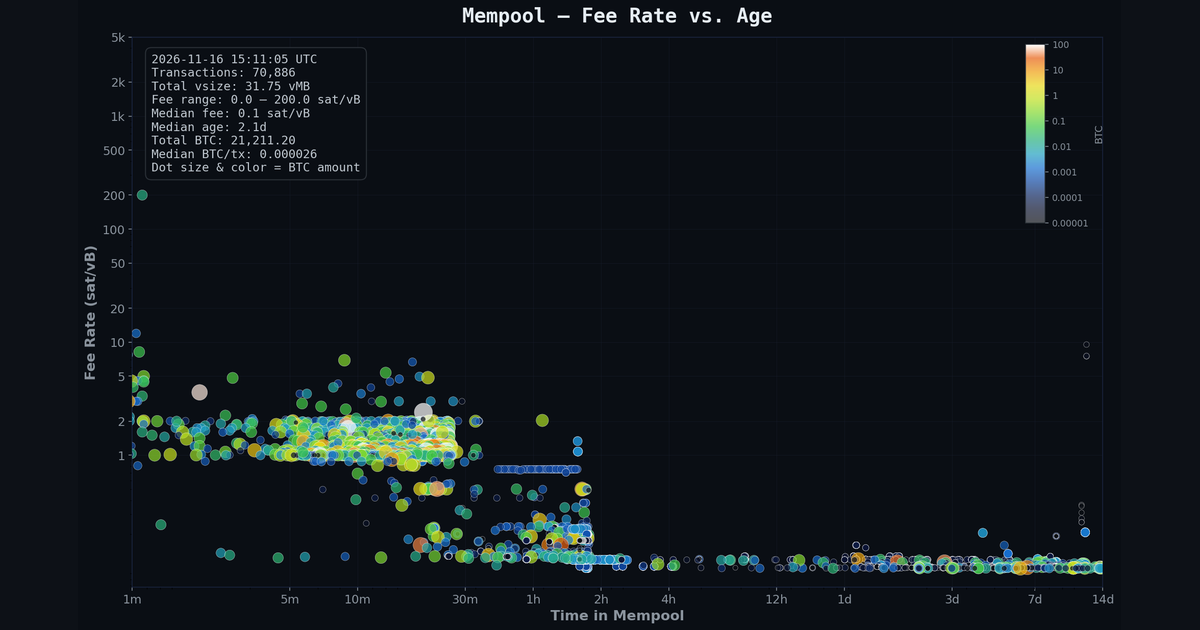 Mempool — Fee Rate vs. Age
5k
2k
1k
500
200
100
50
20
10
5
2
1
Fee Rate (sat/vB)
2026-11-16 15:11:05 UTC
Transactions: 70,886
Total vsize: 31.75 vMB
Fee range: 0.0 – 200.0 sat/vB
Median fee: 0.1 sat/vB
Median age: 2.1d
Total BTC: 21,211.20
Median BTC/tx: 0.000026
Dot size & color = BTC amount
100
10
1
0.1
0.01
0.001
0.0001
0.00001
BTC
1m
5m
10m
30m
1h
2h
4h
12h
1d
3d
7d
14d
Time in Mempool